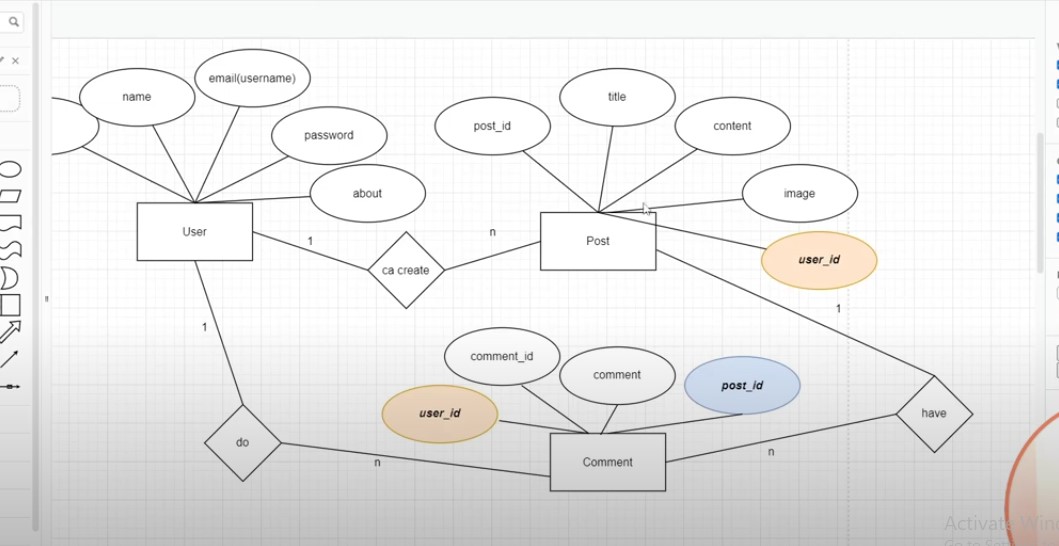 name
email(username)
password
about
User
post_id
title
content
image
user_id
Post
1
ca create
n
1
1
comment_id
comment
post_id
user_id
do
n
Comment
n
have
Activate Win